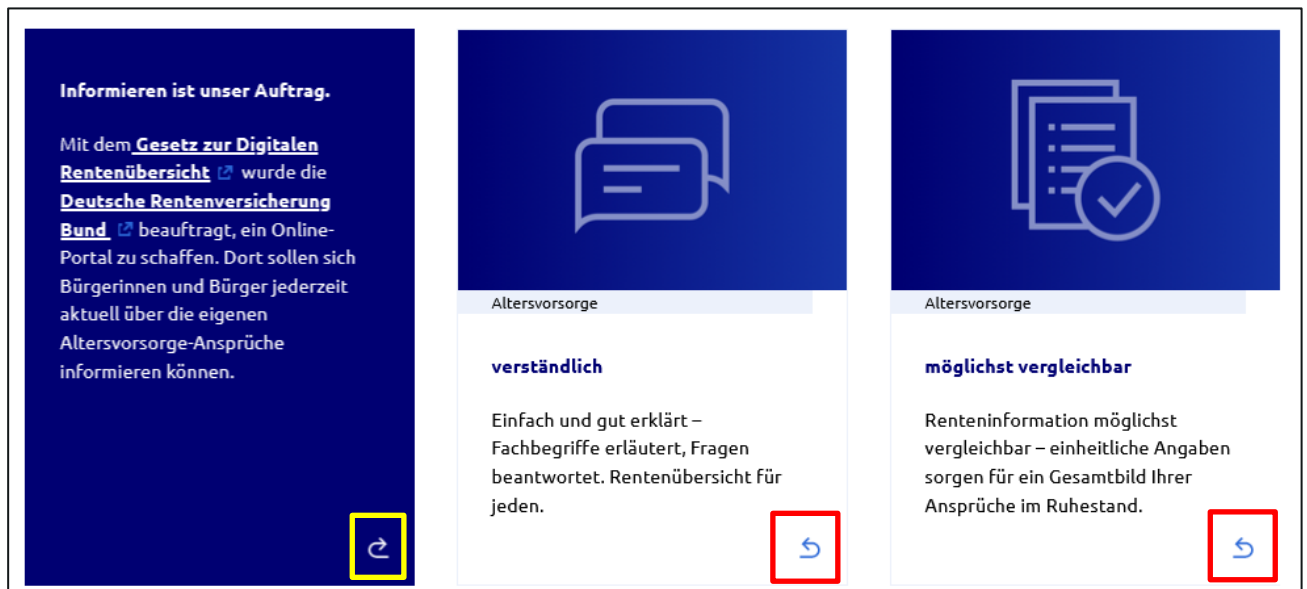 Informieren ist unser Auftrag.
Mit dem Gesetz zur Digitalen
Rentenübersicht wurde die
Deutsche Rentenversicherung
Bund beauftragt, ein Online-
Portal zu schaffen. Dort sollen sich
Bürgerinnen und Bürger jederzeit
aktuell über die eigenen
Altersvorsorge-Ansprüche
informieren können.
Altersvorsorge
verständlich
Einfach und gut erklärt –
Fachbegriffe erläutert, Fragen
beantwortet. Rentenübersicht für
jeden.
Altersvorsorge
möglichst vergleichbar
Renteninformation möglichst
vergleichbar – einheitliche Angaben
sorgen für ein Gesamtbild Ihrer
Ansprüche im Ruhestand.